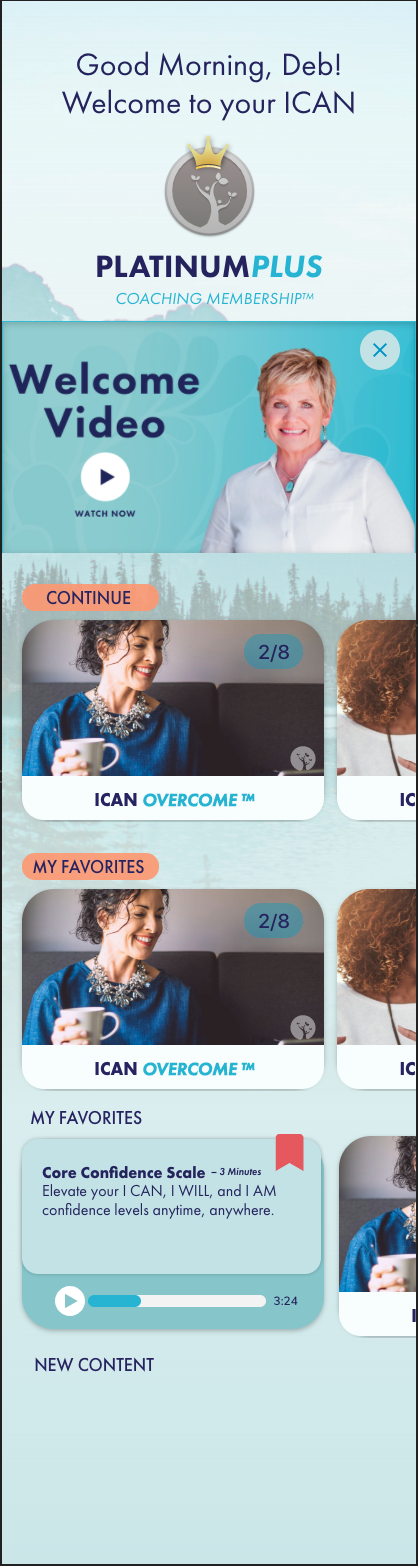 Good Morning, Deb!
Welcome to your ICAN
PLATINUMPLUS
COACHING MEMBERSHIP™
Welcome
Video
WATCH NOW
CONTINUE
2/8
ICAN OVERCOME ™
IC
MY FAVORITES
2/8
ICAN OVERCOME ™
IC
MY FAVORITES
Core Confidence Scale – 3 Minutes
Elevate your I CAN, I WILL, and I AM
confidence levels anytime, anywhere.
3:24
NEW CONTENT